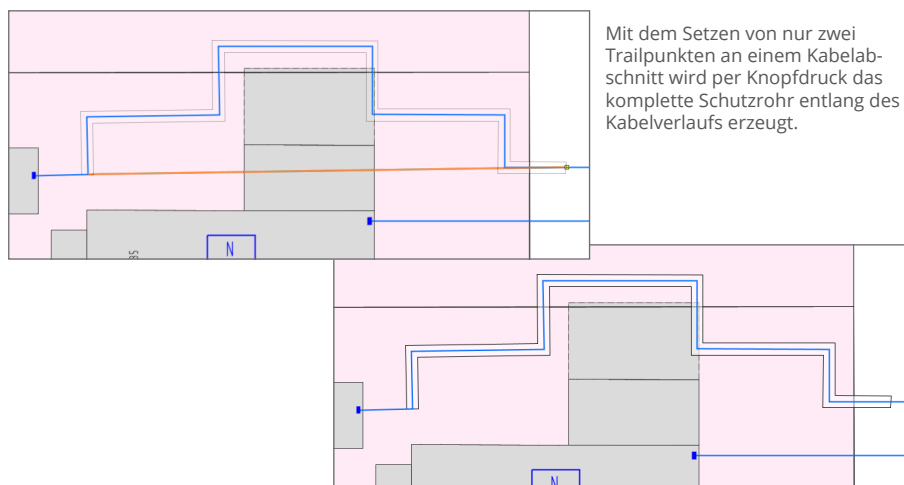 Mit dem Setzen von nur zwei
Trailpunkten an einem Kabelab-
schnitt wird per Knopfdruck das
komplette Schutzrohr entlang des
Kabelverlaufs erzeugt.
N
N